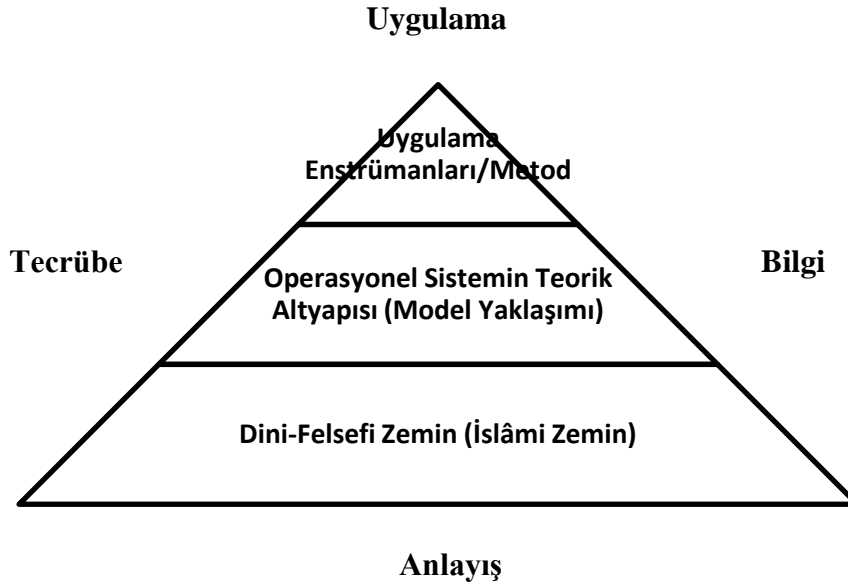 Uygulama
Uygulama
Enstrümanları/Metod
Tecrübe
Bilgi
Operasyonel Sistemin Teorik
Altyapısı (Model Yaklaşımı)
Dini-Felsefi Zemin (İslâmi Zemin)
Anlayış